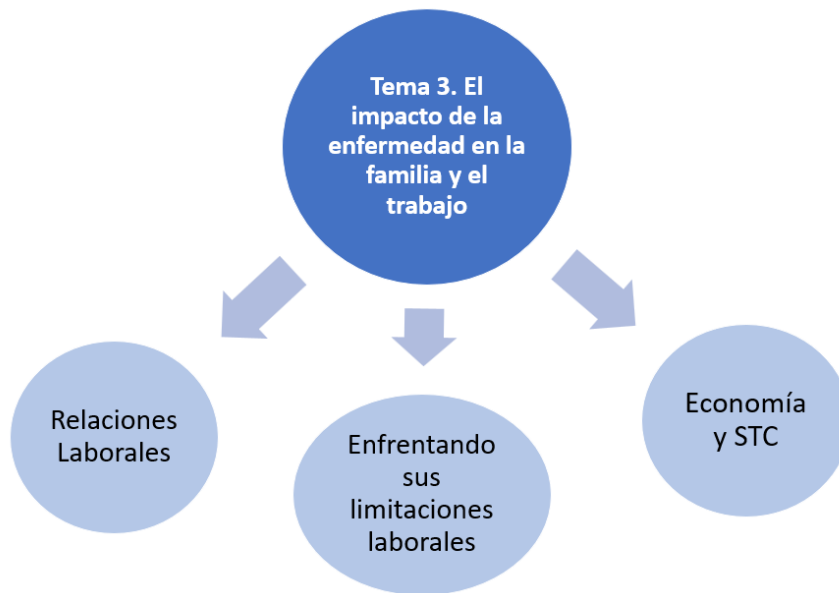 Tema 3. El
impacto de la
enfermedad en la
familia y el
trabajo
Relaciones
Laborales
Enfrentando
sus
limitaciones
laborales
Economía
y STC